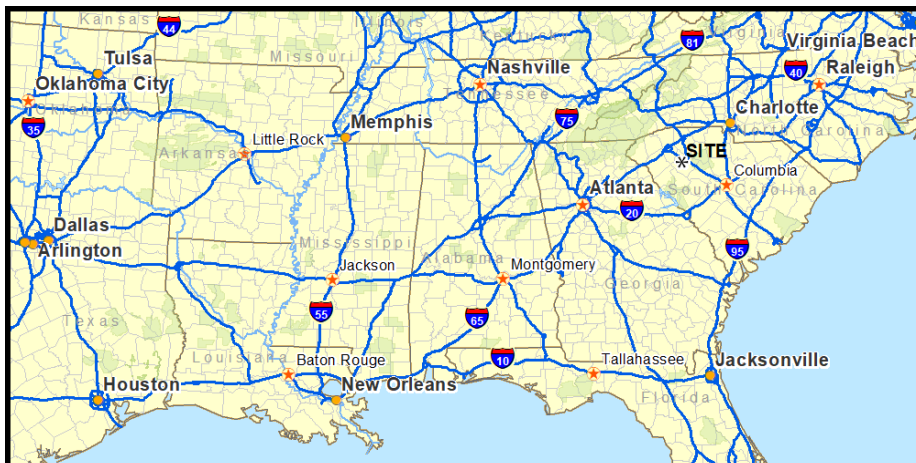 Kansas
44
Illinois
Kentucky
81
Virginia
Virginia Beach
Missouri
Tulsa
Nashville
40
Raleigh
Oklahoma City
Tennessee
35
75
Charlotte
North Carolina
Little Rock
Memphis
Arkansas
SITE
Columbia
South Carolina
Atlanta
20
Dallas
Arlington
Mississippi
Alabama
95
Jackson
Montgomery
Georgia
55
65
Texas
Louisiana
Baton Rouge
10
Tallahassee
Jacksonville
Houston
New Orleans
Florida